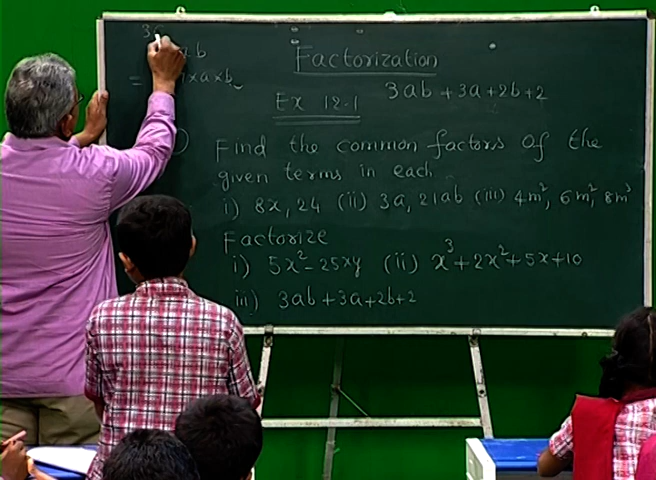 ab
= 1×a×b
Factorization
Ex 12.1
3ab + 3a + 2b + 2
Find the common factors of the
given terms in each
i) 8x, 24 (ii) 3a, 21ab (iii) 4m², 6m², 8m³
Factorize
i) 5x² - 25xy (ii) x³ + 2x² + 5x + 10
iii) 3ab + 3a + 2b + 2